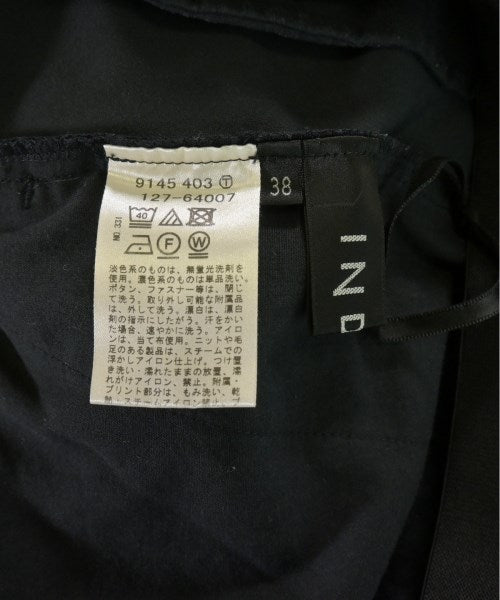 9145 403 Ⓣ
127-64007
40
F W
淡色系のものは、無蛍光洗剤を
使用。濃色系のものは単品洗い。
ボタン、ファスナー等は、閉じ
て洗う。取り外し可能な附属品
は、外して洗う。漂白は、漂白
剤の指示にしたがう。汗をかい
た場合、速やかに洗う。アイロン
は、当て布使用。ニットや毛
足のある製品は、スチームでの
浮かしアイロン仕上げ。つけ置
き洗い・濡れたままの放置、濡
れがけアイロン、禁止。附属・
プリント部分は、もみ洗い、乾
38
IND